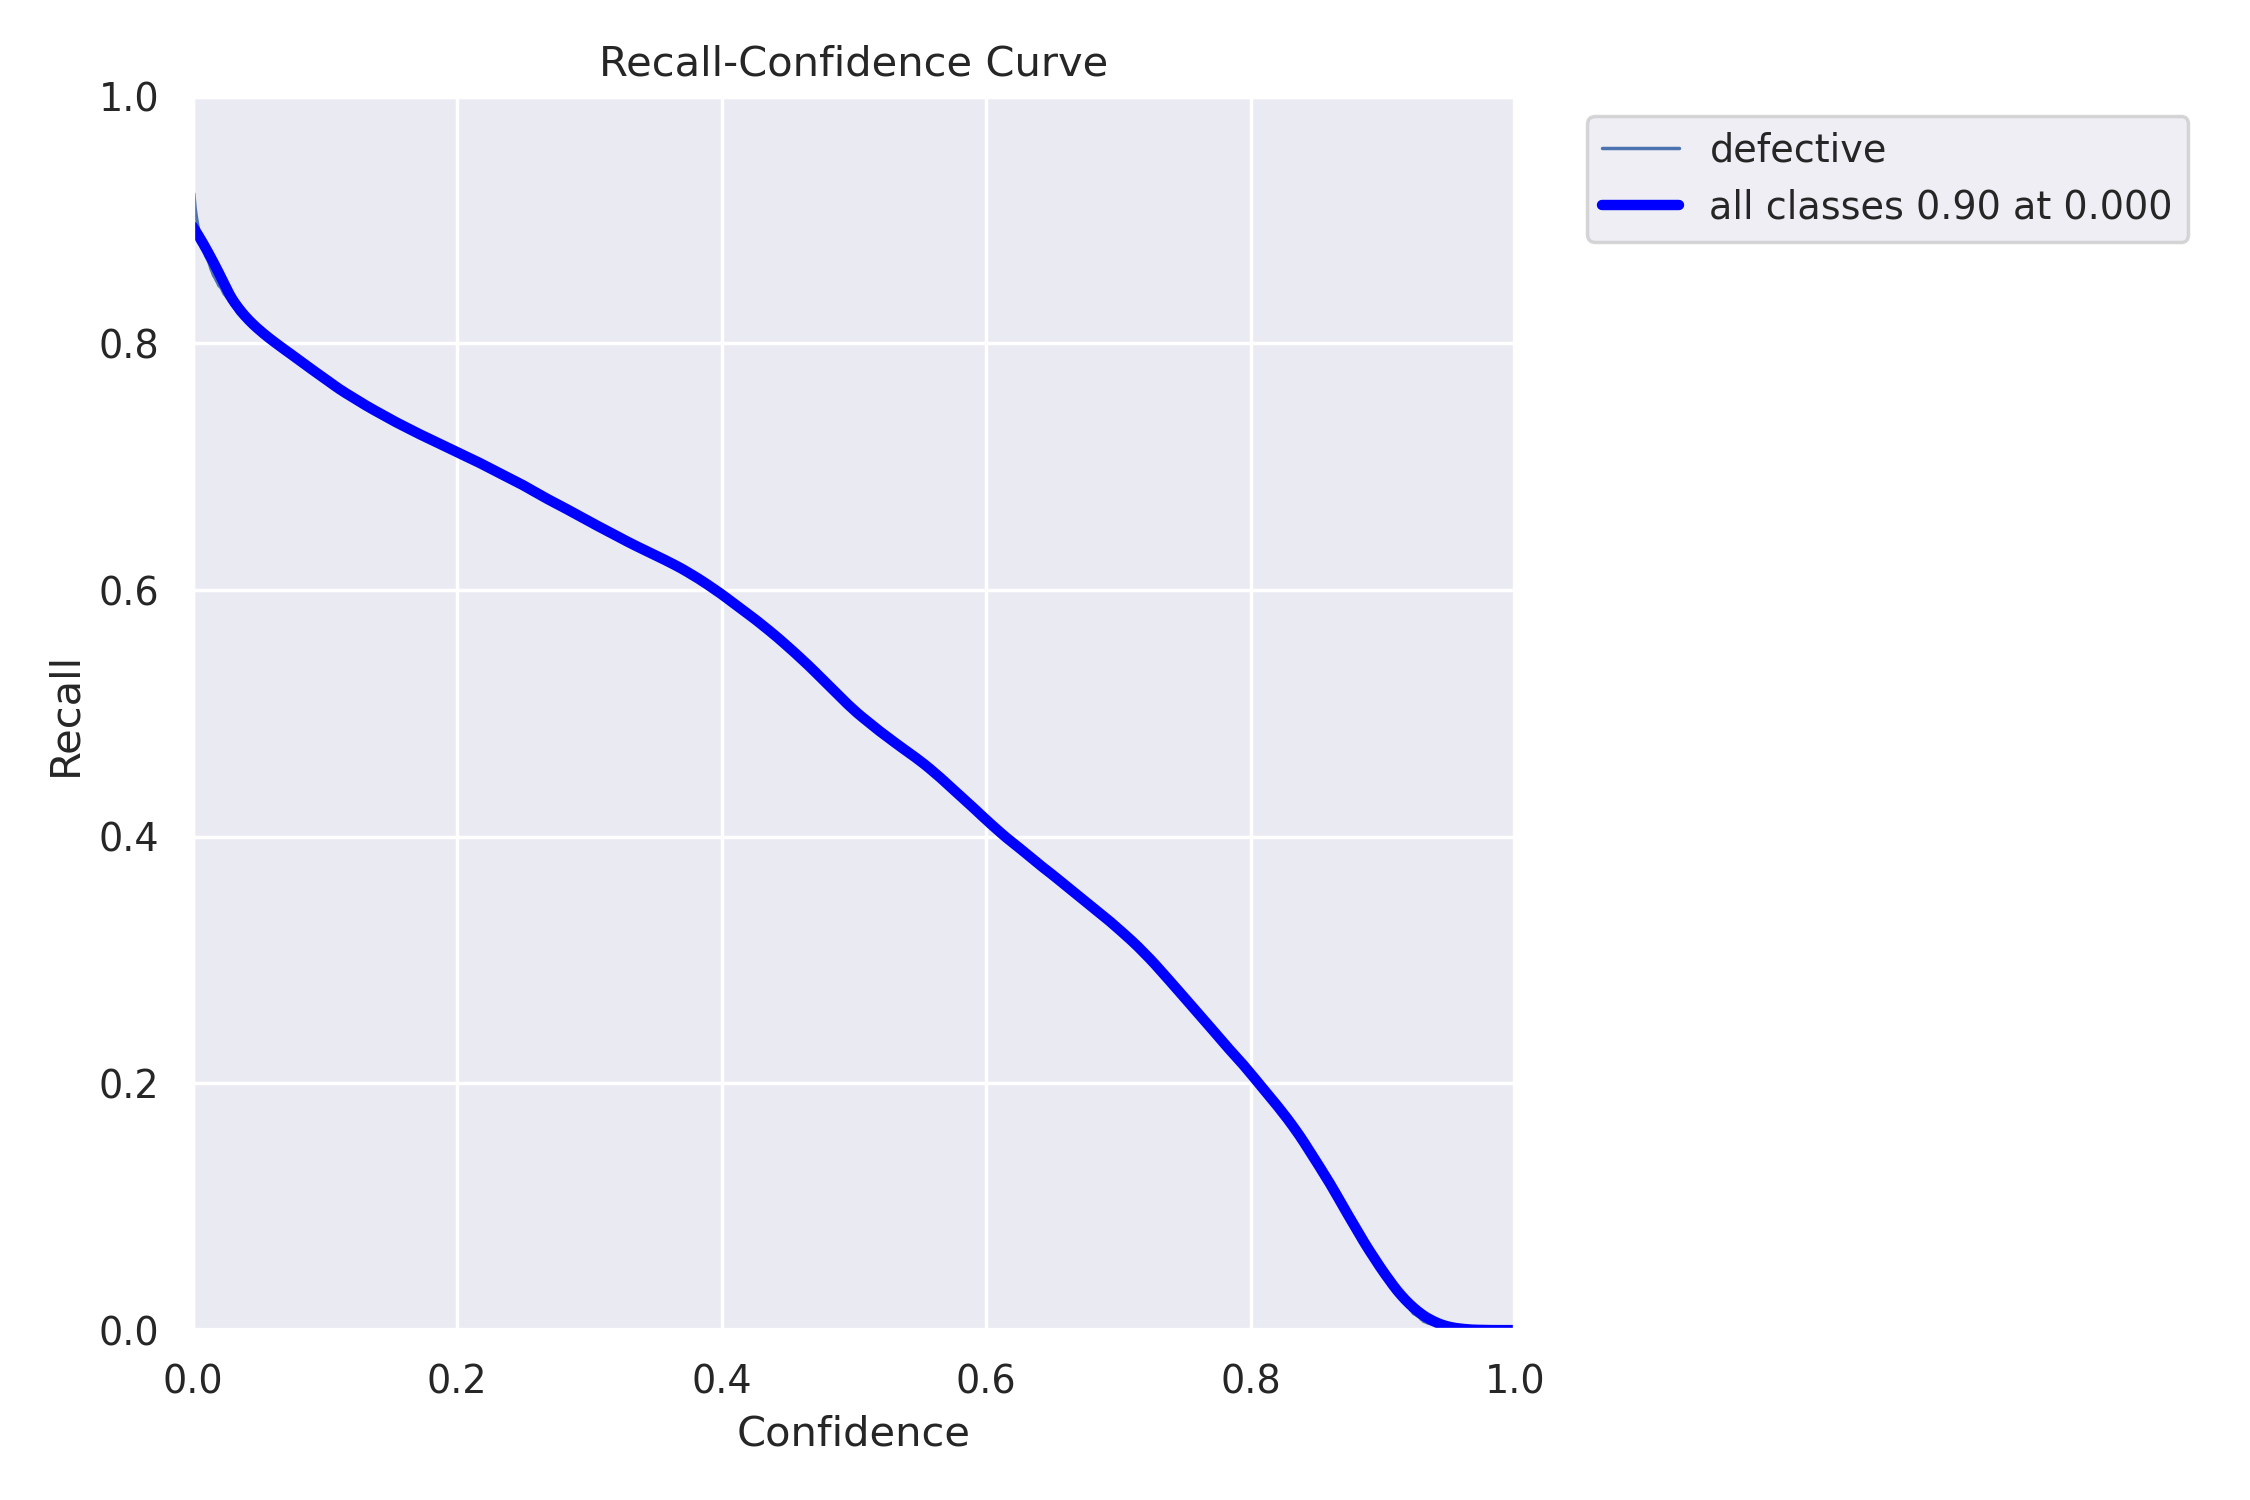 Recall-Confidence Curve
1.0
0.8
0.6
0.4
0.2
0.0
Recall
0.0 0.2 0.4 0.6 0.8 1.0
Confidence
defective
all classes 0.90 at 0.000